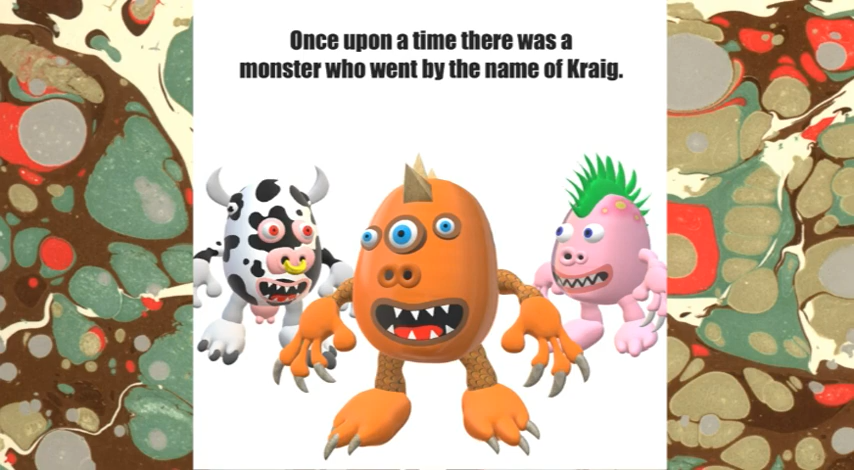 Once upon a time there was a
monster who went by the name of Kraig.